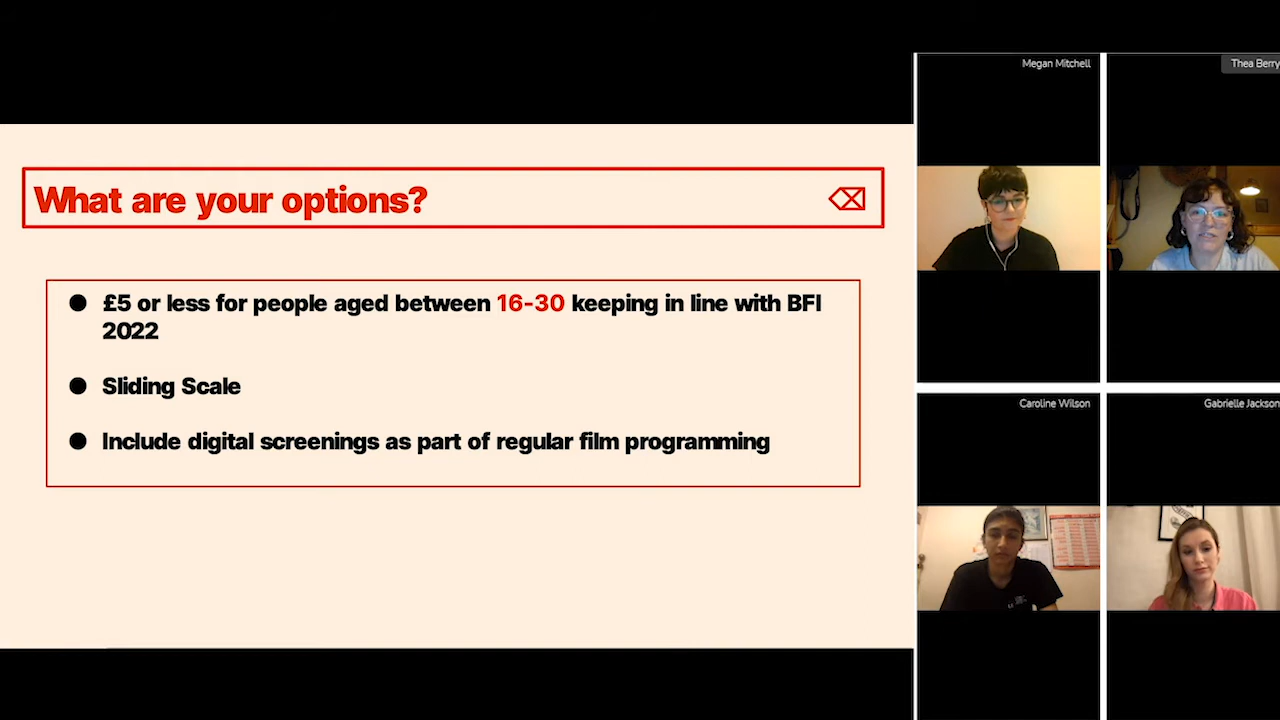 What are your options?
● £5 or less for people aged between 16-30 keeping in line with BFI
2022
● Sliding Scale
● Include digital screenings as part of regular film programming
Megan Mitchell
Thea Berry
Caroline Wilson
Gabrielle Jackson